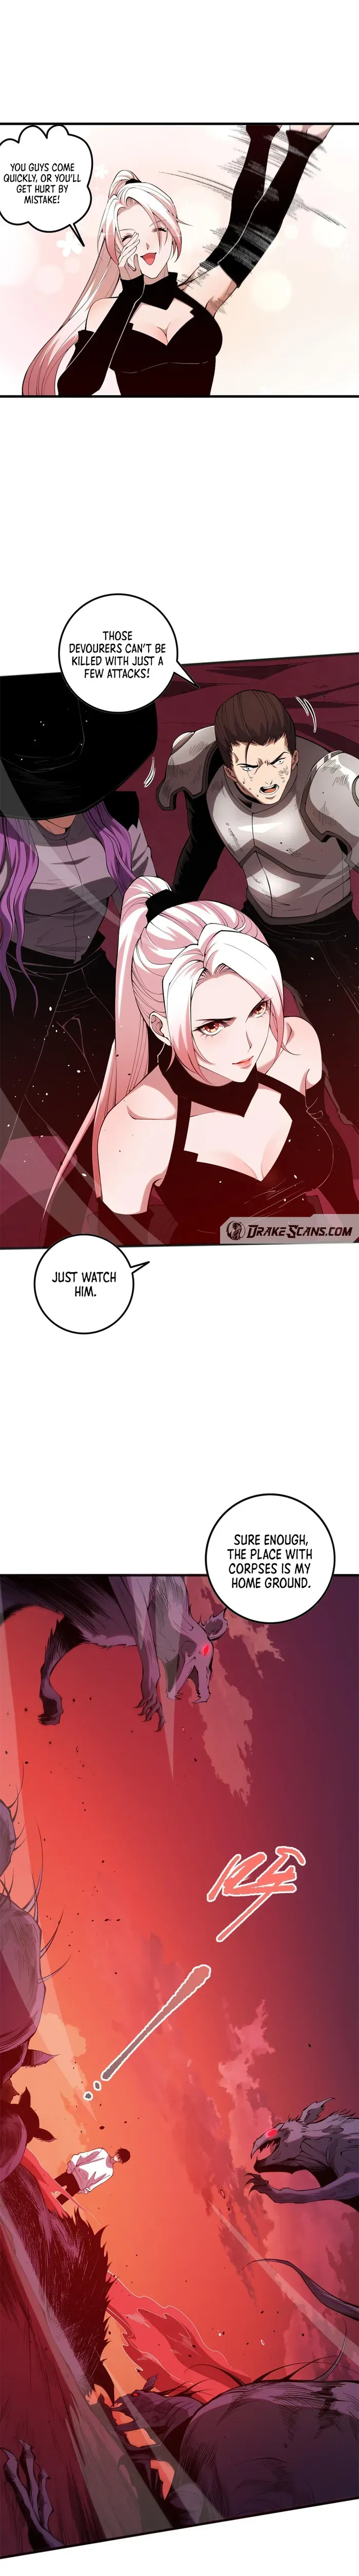 YOU GUYS COME
QUICKLY, OR YOU'LL
GET HURT BY
MISTAKE!
THOSE
DEVOURERS CAN'T BE
KILLED WITH JUST A
FEW ATTACKS!
DRAKESCANS.COM
JUST WATCH
HIM.
SURE ENOUGH,
THE PLACE WITH
CORPSES IS MY
HOME GROUND.